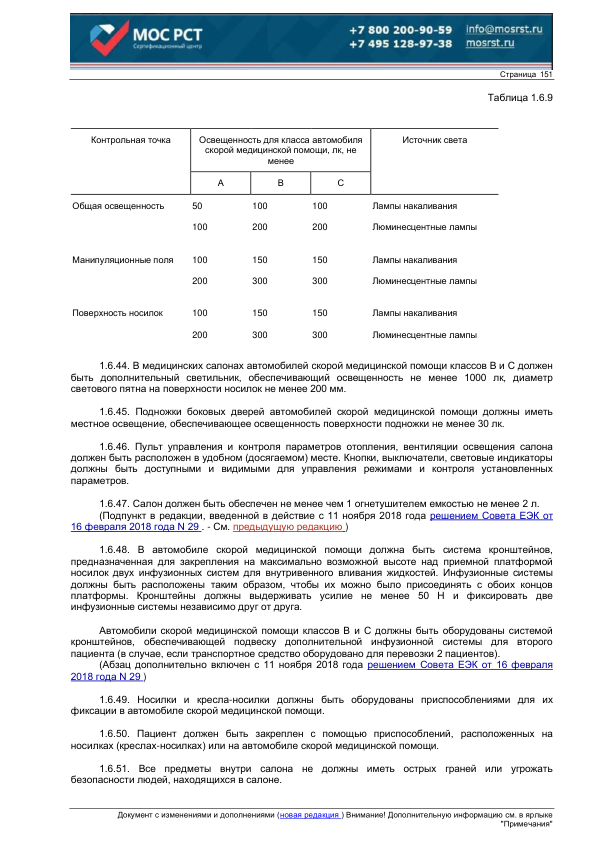 МОС РСТ
Сертификационный центр
+7 800 200-90-59 info@mosrst.ru
+7 495 128-97-38 mosrst.ru
Страница 151
Таблица 1.6.9
Контрольная точка Освещенность для класса автомобиля Источник света
скорой медицинской помощи, лк, не
менее
А В С
Общая освещенность 50 100 100 Лампы накаливания
100 200 200 Люминесцентные лампы
Манипуляционные поля 100 150 150 Лампы накаливания
200 300 300 Люминесцентные лампы
Поверхность носилок 100 150 150 Лампы накаливания
200 300 300 Люминесцентные лампы
1.6.44. В медицинских салонах автомобилей скорой медицинской помощи классов В и С должен
быть дополнительный светильник, обеспечивающий освещенность не менее 1000 лк, диаметр
светового пятна на поверхности носилок не менее 200 мм.
1.6.45. Подножки боковых дверей автомобилей скорой медицинской помощи должны иметь
местное освещение, обеспечивающее освещенность поверхности подножки не менее 30 лк.
1.6.46. Пульт управления и контроля параметров отопления, вентиляции освещения салона
должен быть расположен в удобном (досягаемом) месте. Кнопки, выключатели, световые индикаторы
должны быть доступными и видимыми для управления режимами и контроля установленных
параметров.
1.6.47. Салон должен быть обеспечен не менее чем 1 огнетушителем емкостью не менее 2 л.
(Подпункт в редакции, введенной в действие с 11 ноября 2018 года решением Совета ЕЭК от
16 февраля 2018 года N 29 . - См. предыдущую редакцию )
1.6.48. В автомобиле скорой медицинской помощи должна быть система кронштейнов,
предназначенная для закрепления на максимально возможной высоте над приемной платформой
носилок двух инфузионных систем для внутривенного вливания жидкостей. Инфузионные системы
должны быть расположены таким образом, чтобы их можно было присоединять с обоих концов
платформы. Кронштейны должны выдерживать усилие не менее 50 Н и фиксировать две
инфузионные системы независимо друг от друга.
Автомобили скорой медицинской помощи классов В и С должны быть оборудованы системой
кронштейнов, обеспечивающей подвеску дополнительной инфузионной системы для второго
пациента (в случае, если транспортное средство оборудовано для перевозки 2 пациентов).
(Абзац дополнительно включен с 11 ноября 2018 года решением Совета ЕЭК от 16 февраля
2018 года N 29 )
1.6.49. Носилки и кресла-носилки должны быть оборудованы приспособлениями для их
фиксации в автомобиле скорой медицинской помощи.
1.6.50. Пациент должен быть закреплен с помощью приспособлений, расположенных на
носилках (креслах-носилках) или на автомобиле скорой медицинской помощи.
1.6.51. Все предметы внутри салона не должны иметь острых граней или угрожать
безопасности людей, находящихся в салоне.
Документ с изменениями и дополнениями (новая редакция ) Внимание! Дополнительную информацию см. в ярлыке
"Примечания"